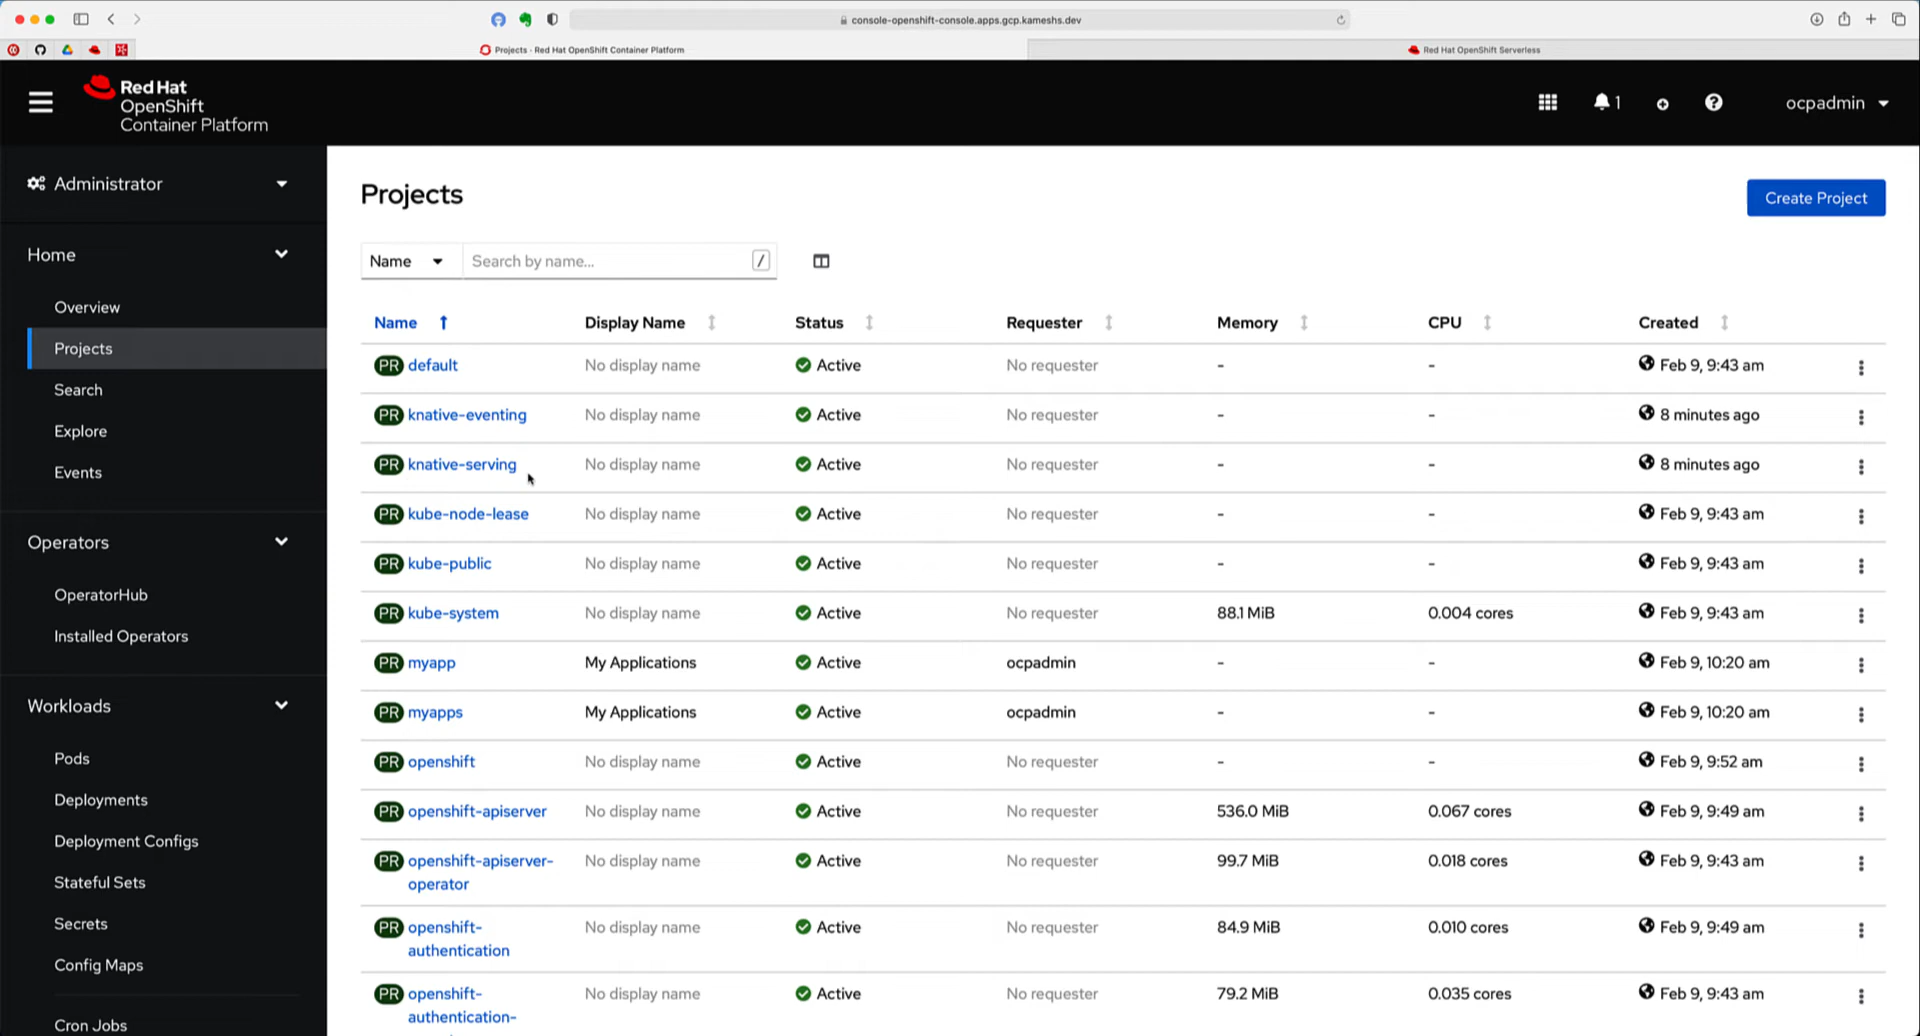 console-openshift-console.apps.gcp.kameshs.dev
Projects - Red Hat OpenShift Container Platform
Red Hat OpenShift Serverless
Red Hat
OpenShift
Container Platform
1
ocpadmin
Administrator
Home
Overview
Projects
Search
Explore
Events
Operators
OperatorHub
Installed Operators
Workloads
Pods
Deployments
Deployment Configs
Stateful Sets
Secrets
Config Maps
Cron Jobs
Projects
Create Project
Name Search by name... /
Name Display Name Status Requester Memory CPU Created
PR default No display name Active No requester - - Feb 9, 9:43 am
PR knative-eventing No display name Active No requester - - 8 minutes ago
PR knative-serving No display name Active No requester - - 8 minutes ago
PR kube-node-lease No display name Active No requester - - Feb 9, 9:43 am
PR kube-public No display name Active No requester - - Feb 9, 9:43 am
PR kube-system No display name Active No requester 88.1 MiB 0.004 cores Feb 9, 9:43 am
PR myapp My Applications Active ocpadmin - - Feb 9, 10:20 am
PR myapps My Applications Active ocpadmin - - Feb 9, 10:20 am
PR openshift No display name Active No requester - - Feb 9, 9:52 am
PR openshift-apiserver No display name Active No requester 536.0 MiB 0.067 cores Feb 9, 9:49 am
PR openshift-apiserver- No display name Active No requester 99.7 MiB 0.018 cores Feb 9, 9:43 am
operator
PR openshift- No display name Active No requester 84.9 MiB 0.010 cores Feb 9, 9:49 am
authentication
PR openshift- No display name Active No requester 79.2 MiB 0.035 cores Feb 9, 9:43 am
authentication-